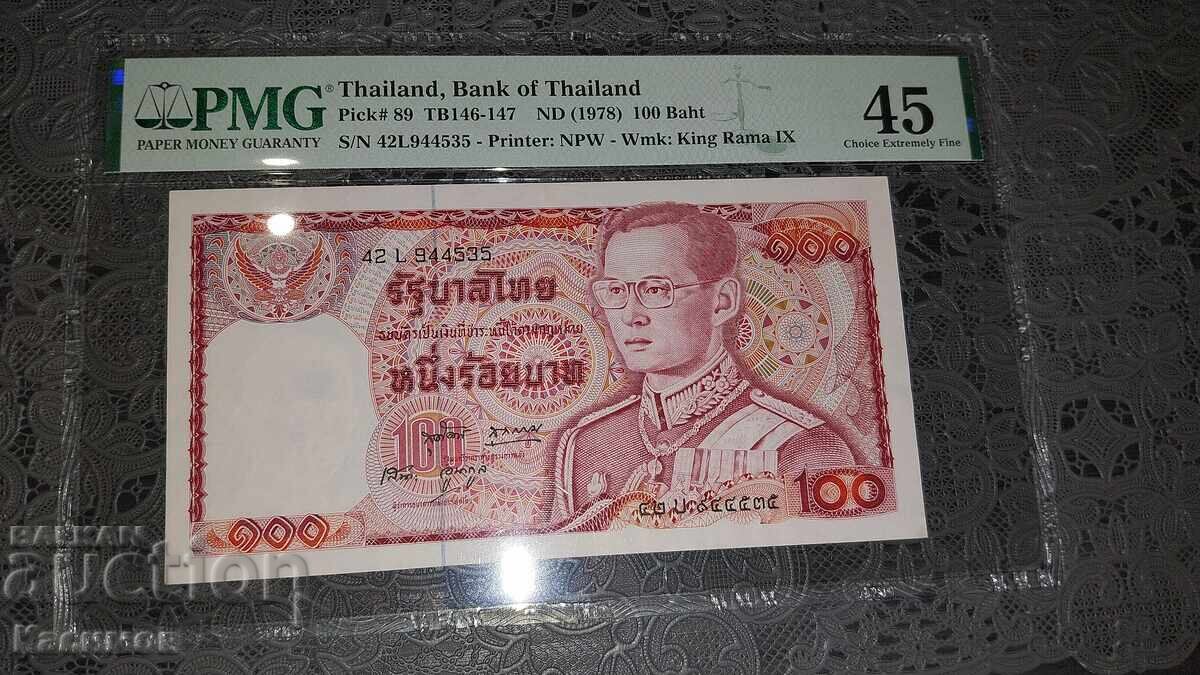 PMG®
PAPER MONEY GUARANTY
Thailand, Bank of Thailand
Pick# 89 TB146-147 ND (1978) 100 Baht
S/N 42L944535 - Printer: NPW - Wmk: King Rama IX
45
Choice Extremely Fine
42 L 944535
๑๐๐
รัฐบาลไทย
หนึ่งร้อยบาท
100
๔๒ ป ๙๔๔๕๓๕
100
๑๐๐
BALKAN
auction
Калимок